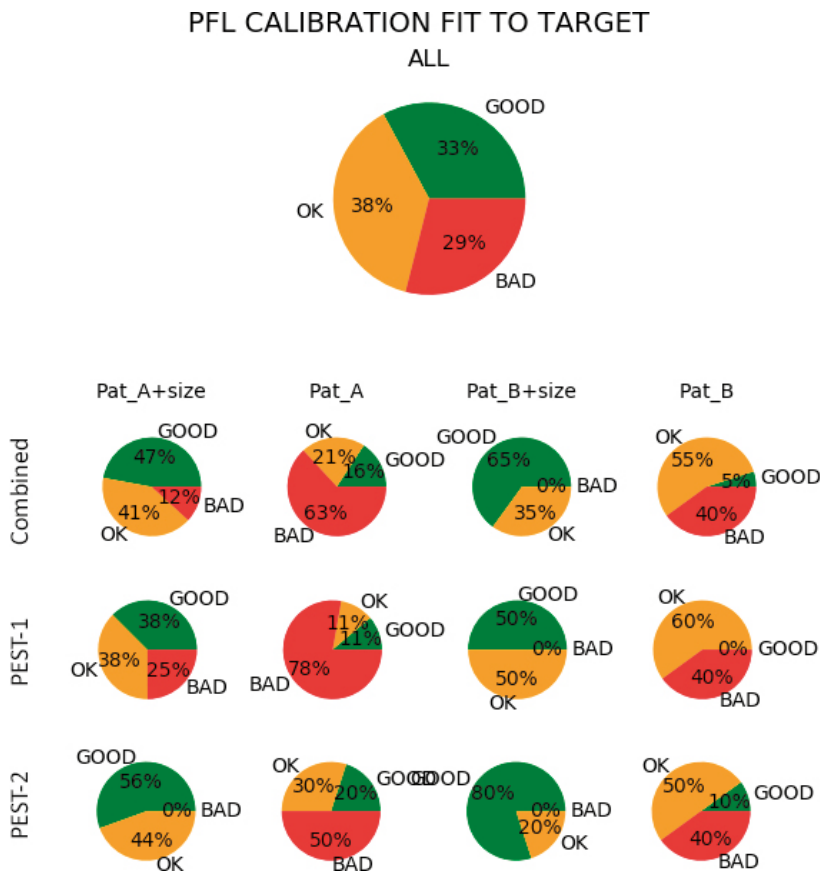 PFL CALIBRATION FIT TO TARGET
ALL
GOOD
33%
OK
38%
29%
BAD
Pat_A+size
Pat_A
Pat_B+size
Pat_B
Combined
GOOD
47%
12%
BAD
41%
OK
OK
21%
GOOD
16%
63%
BAD
GOOD
65%
0%
BAD
35%
OK
OK
55%
GOOD
5%
40%
BAD
PEST-1
GOOD
38%
OK
38%
25%
BAD
OK
11%
GOOD
11%
78%
BAD
GOOD
50%
0%
BAD
50%
OK
OK
60%
0%
GOOD
40%
BAD
PEST-2
GOOD
56%
0%
BAD
44%
OK
OK
30%
GOOD
20%
50%
BAD
GOOD
80%
0%
BAD
20%
OK
OK
50%
GOOD
10%
40%
BAD